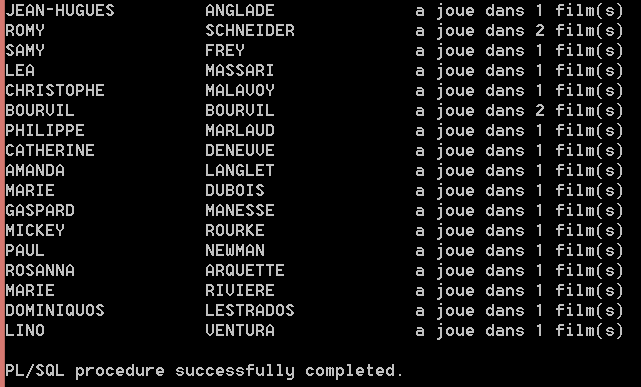 JEAN-HUGUES ANGLADE a joue dans 1 film(s)
ROMY SCHNEIDER a joue dans 2 film(s)
SAMY FREY a joue dans 1 film(s)
LEA MASSARI a joue dans 1 film(s)
CHRISTOPHE MALAVOY a joue dans 1 film(s)
BOURVIL BOURVIL a joue dans 2 film(s)
PHILIPPE MARLAUD a joue dans 1 film(s)
CATHERINE DENEUVE a joue dans 1 film(s)
AMANDA LANGLET a joue dans 1 film(s)
MARIE DUBOIS a joue dans 1 film(s)
GASPARD MANESSE a joue dans 1 film(s)
MICKEY ROURKE a joue dans 1 film(s)
PAUL NEWMAN a joue dans 1 film(s)
ROSANNA ARQUETTE a joue dans 1 film(s)
MARIE RIVIERE a joue dans 1 film(s)
DOMINIQUOS LESTRADOS a joue dans 1 film(s)
LINO VENTURA a joue dans 1 film(s)
PL/SQL procedure successfully completed.